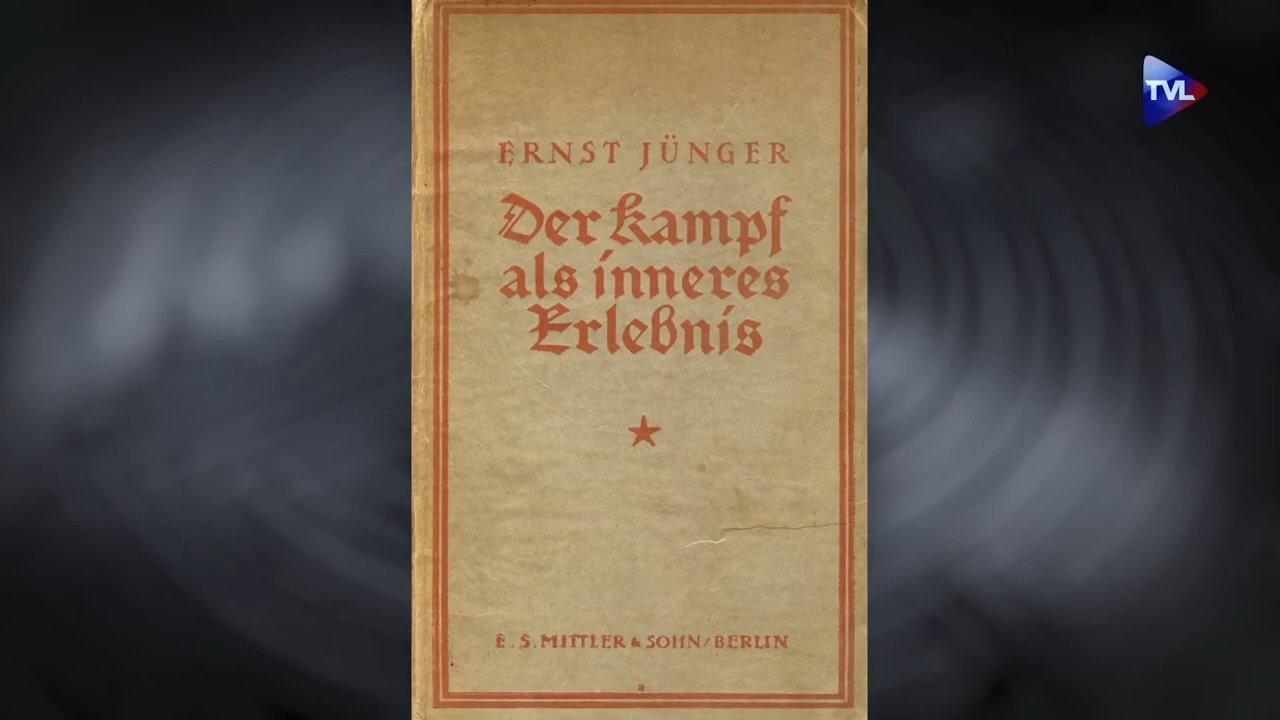 ERNST JÜNGER
Der Kampf
als inneres
Erlebnis
E. S. MITTLER & SOHN / BERLIN
TVL